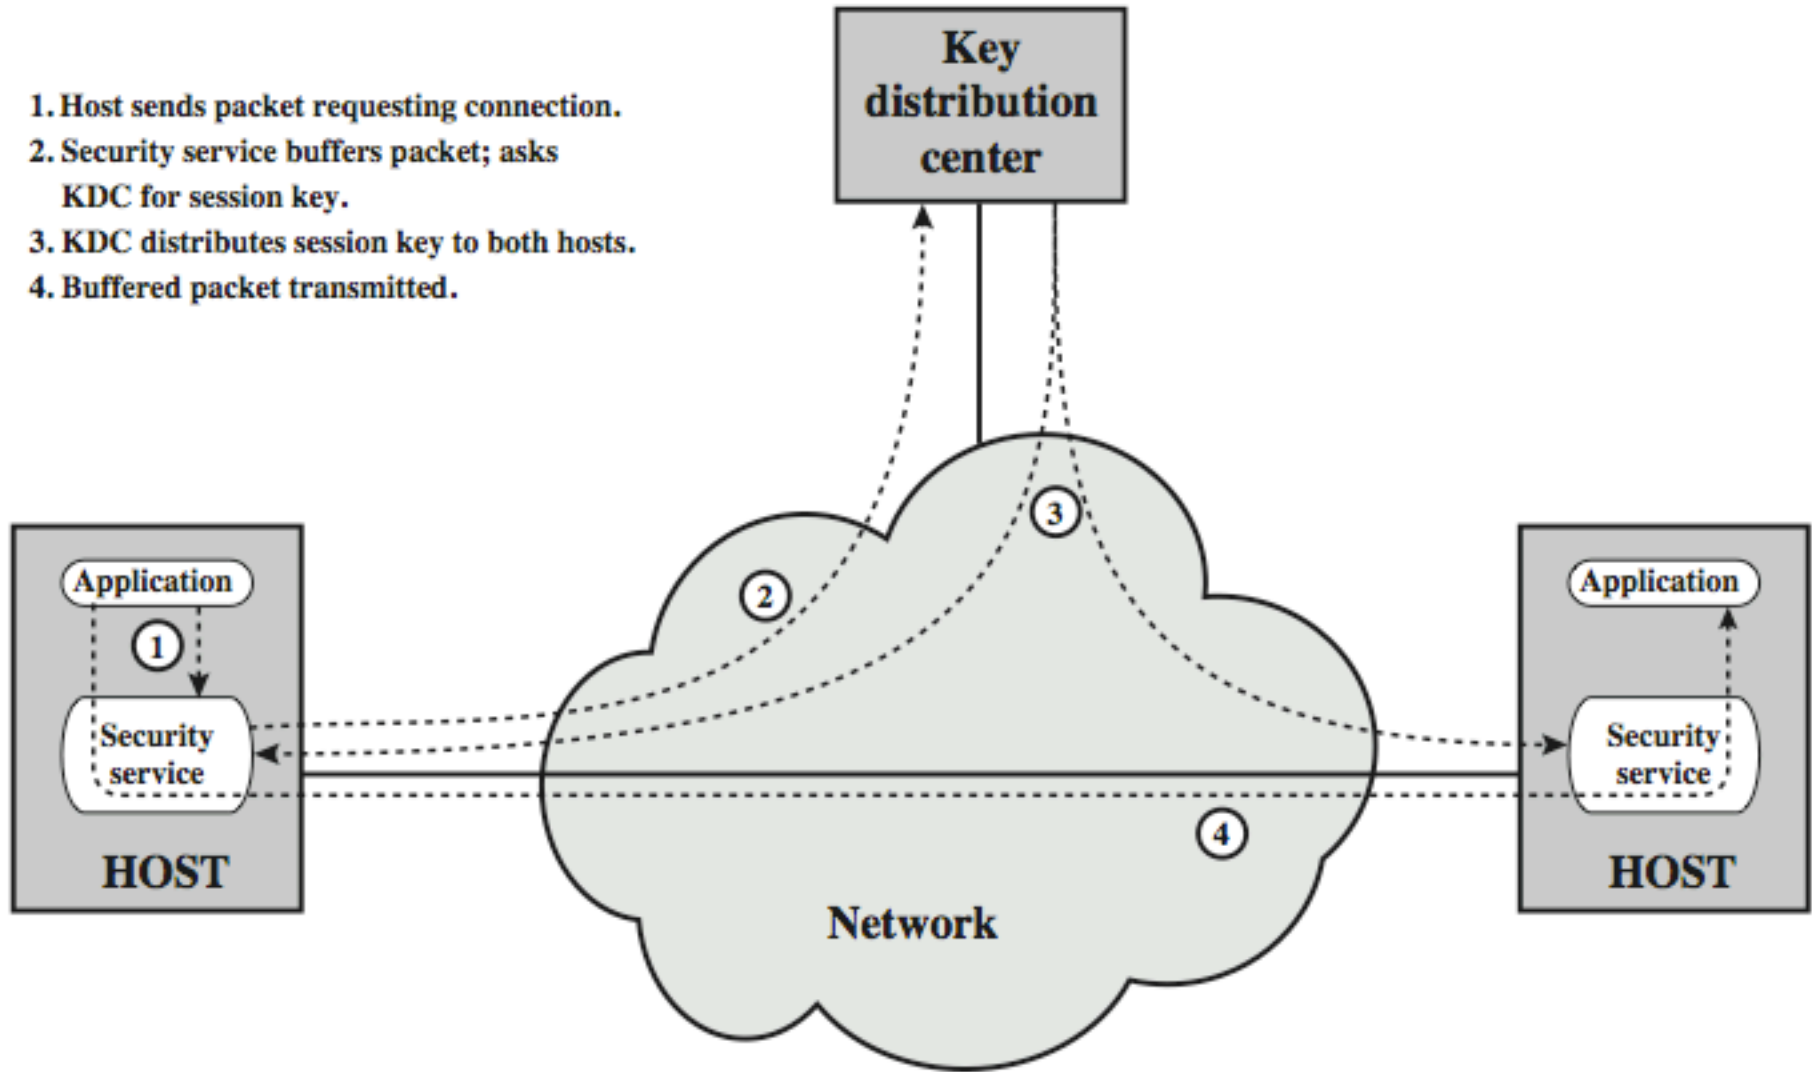 Key
distribution
center
1. Host sends packet requesting connection.
2. Security service buffers packet; asks
KDC for session key.
3. KDC distributes session key to both hosts.
4. Buffered packet transmitted.
3
2
Application
1
Security
service
HOST
Application
Security
service
HOST
4
Network